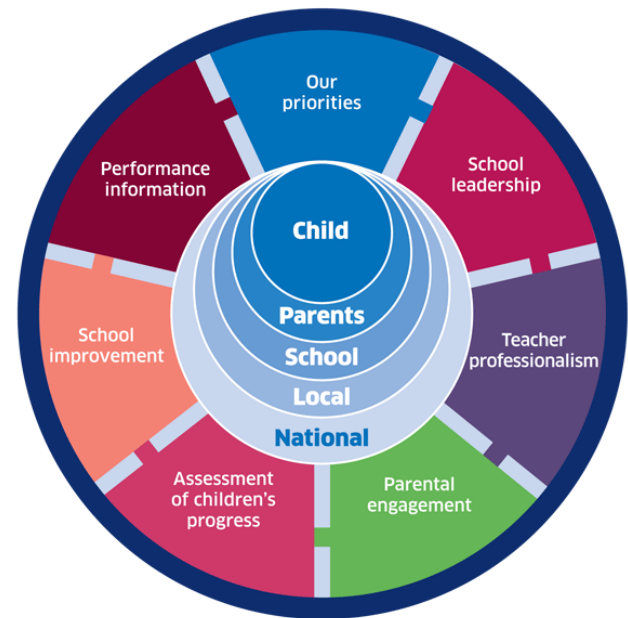 Our
priorities
School
leadership
Teacher
professionalism
Parental
engagement
Assessment
of children's
progress
School
improvement
Performance
information
Child
Parents
School
Local
National